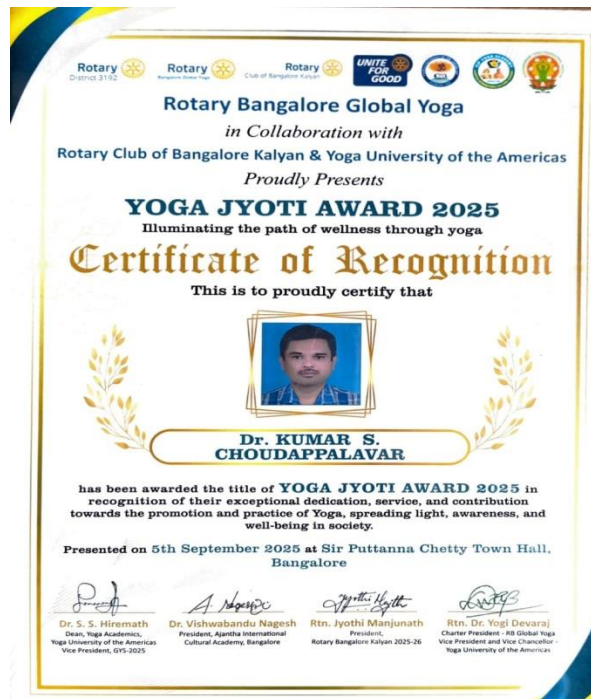 Rotary
District 3192
Rotary
Bangalore Global Yoga
Rotary
Club of Bangalore Kalyan
UNITE
FOR
GOOD
Rotary Bangalore Global Yoga
in Collaboration with
Rotary Club of Bangalore Kalyan & Yoga University of the Americas
Proudly Presents
YOGA JYOTI AWARD 2025
Illuminating the path of wellness through yoga
Certificate of Recognition
This is to proudly certify that
Dr. KUMAR S.
CHOUDAPPALAVAR
has been awarded the title of YOGA JYOTI AWARD 2025 in
recognition of their exceptional dedication, service, and contribution
towards the promotion and practice of Yoga, spreading light, awareness, and
well-being in society.
Presented on 5th September 2025 at Sir Puttanna Chetty Town Hall,
Bangalore
Dr. S. S. Hiremath
Dean, Yoga Academics,
Yoga University of the Americas
Vice President, GYS-2025
Dr. Vishwabandu Nagesh
President, Ajantha International
Cultural Academy, Bangalore
Rtn. Jyothi Manjunath
President,
Rotary Bangalore Kalyan 2025-26
Rtn. Dr. Yogi Devaraj
Charter President - RB Global Yoga
Vice President and Vice Chancellor -
Yoga University of the Americas